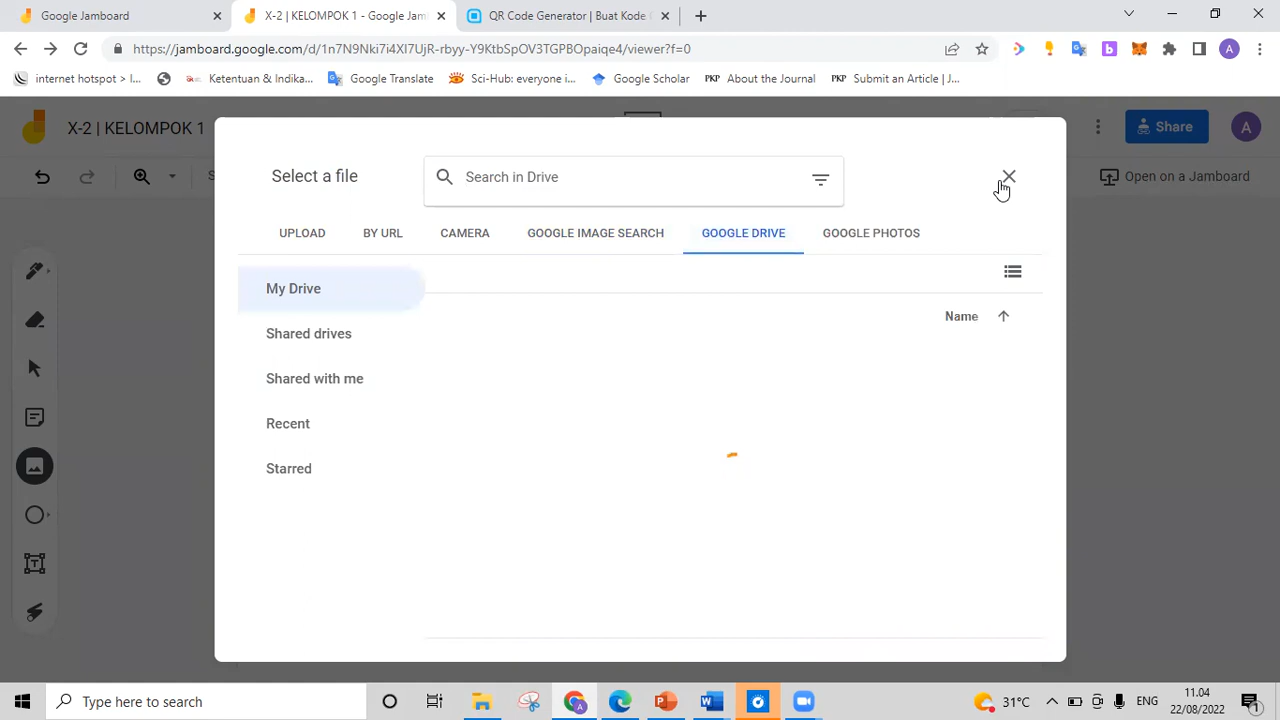 Google Jamboard
X-2 | KELOMPOK 1 - Google Jam
QR Code Generator | Buat Kode
https://jamboard.google.com/d/1n7N9Nki7i4XI7UjR-rbyy-Y9KtbSpOV3TGPBOpaiqe4/viewer?f=0
internet hotspot > I...
Ketentuan & Indika...
Google Translate
Sci-Hub: everyone i...
Google Scholar
PKP About the Journal
PKP Submit an Article | J...
X-2 | KELOMPOK 1
Share
A
Open on a Jamboard
Select a file
Search in Drive
UPLOAD
BY URL
CAMERA
GOOGLE IMAGE SEARCH
GOOGLE DRIVE
GOOGLE PHOTOS
My Drive
Name
Shared drives
Shared with me
Recent
Starred
Type here to search
31°C
ENG
11.04
22/08/2022